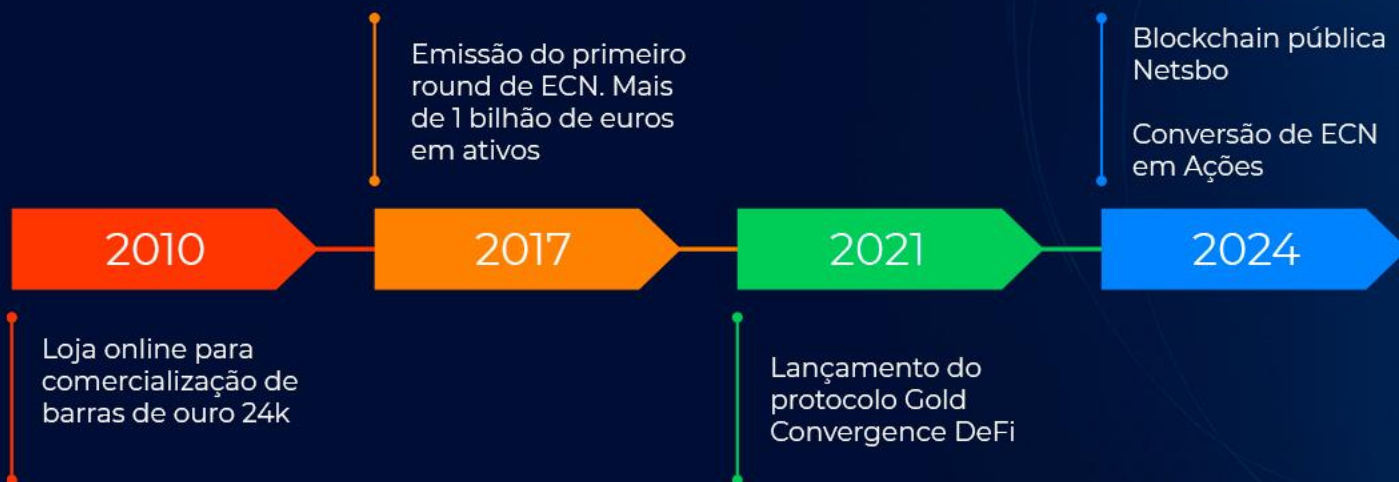 2010
Loja online para
comercialização de
barras de ouro 24k
Emissão do primeiro
round de ECN. Mais
de 1 bilhão de euros
em ativos
2017
2021
Lançamento do
protocolo Gold
Convergence DeFi
Blockchain pública
Netsbo
Conversão de ECN
em Ações
2024